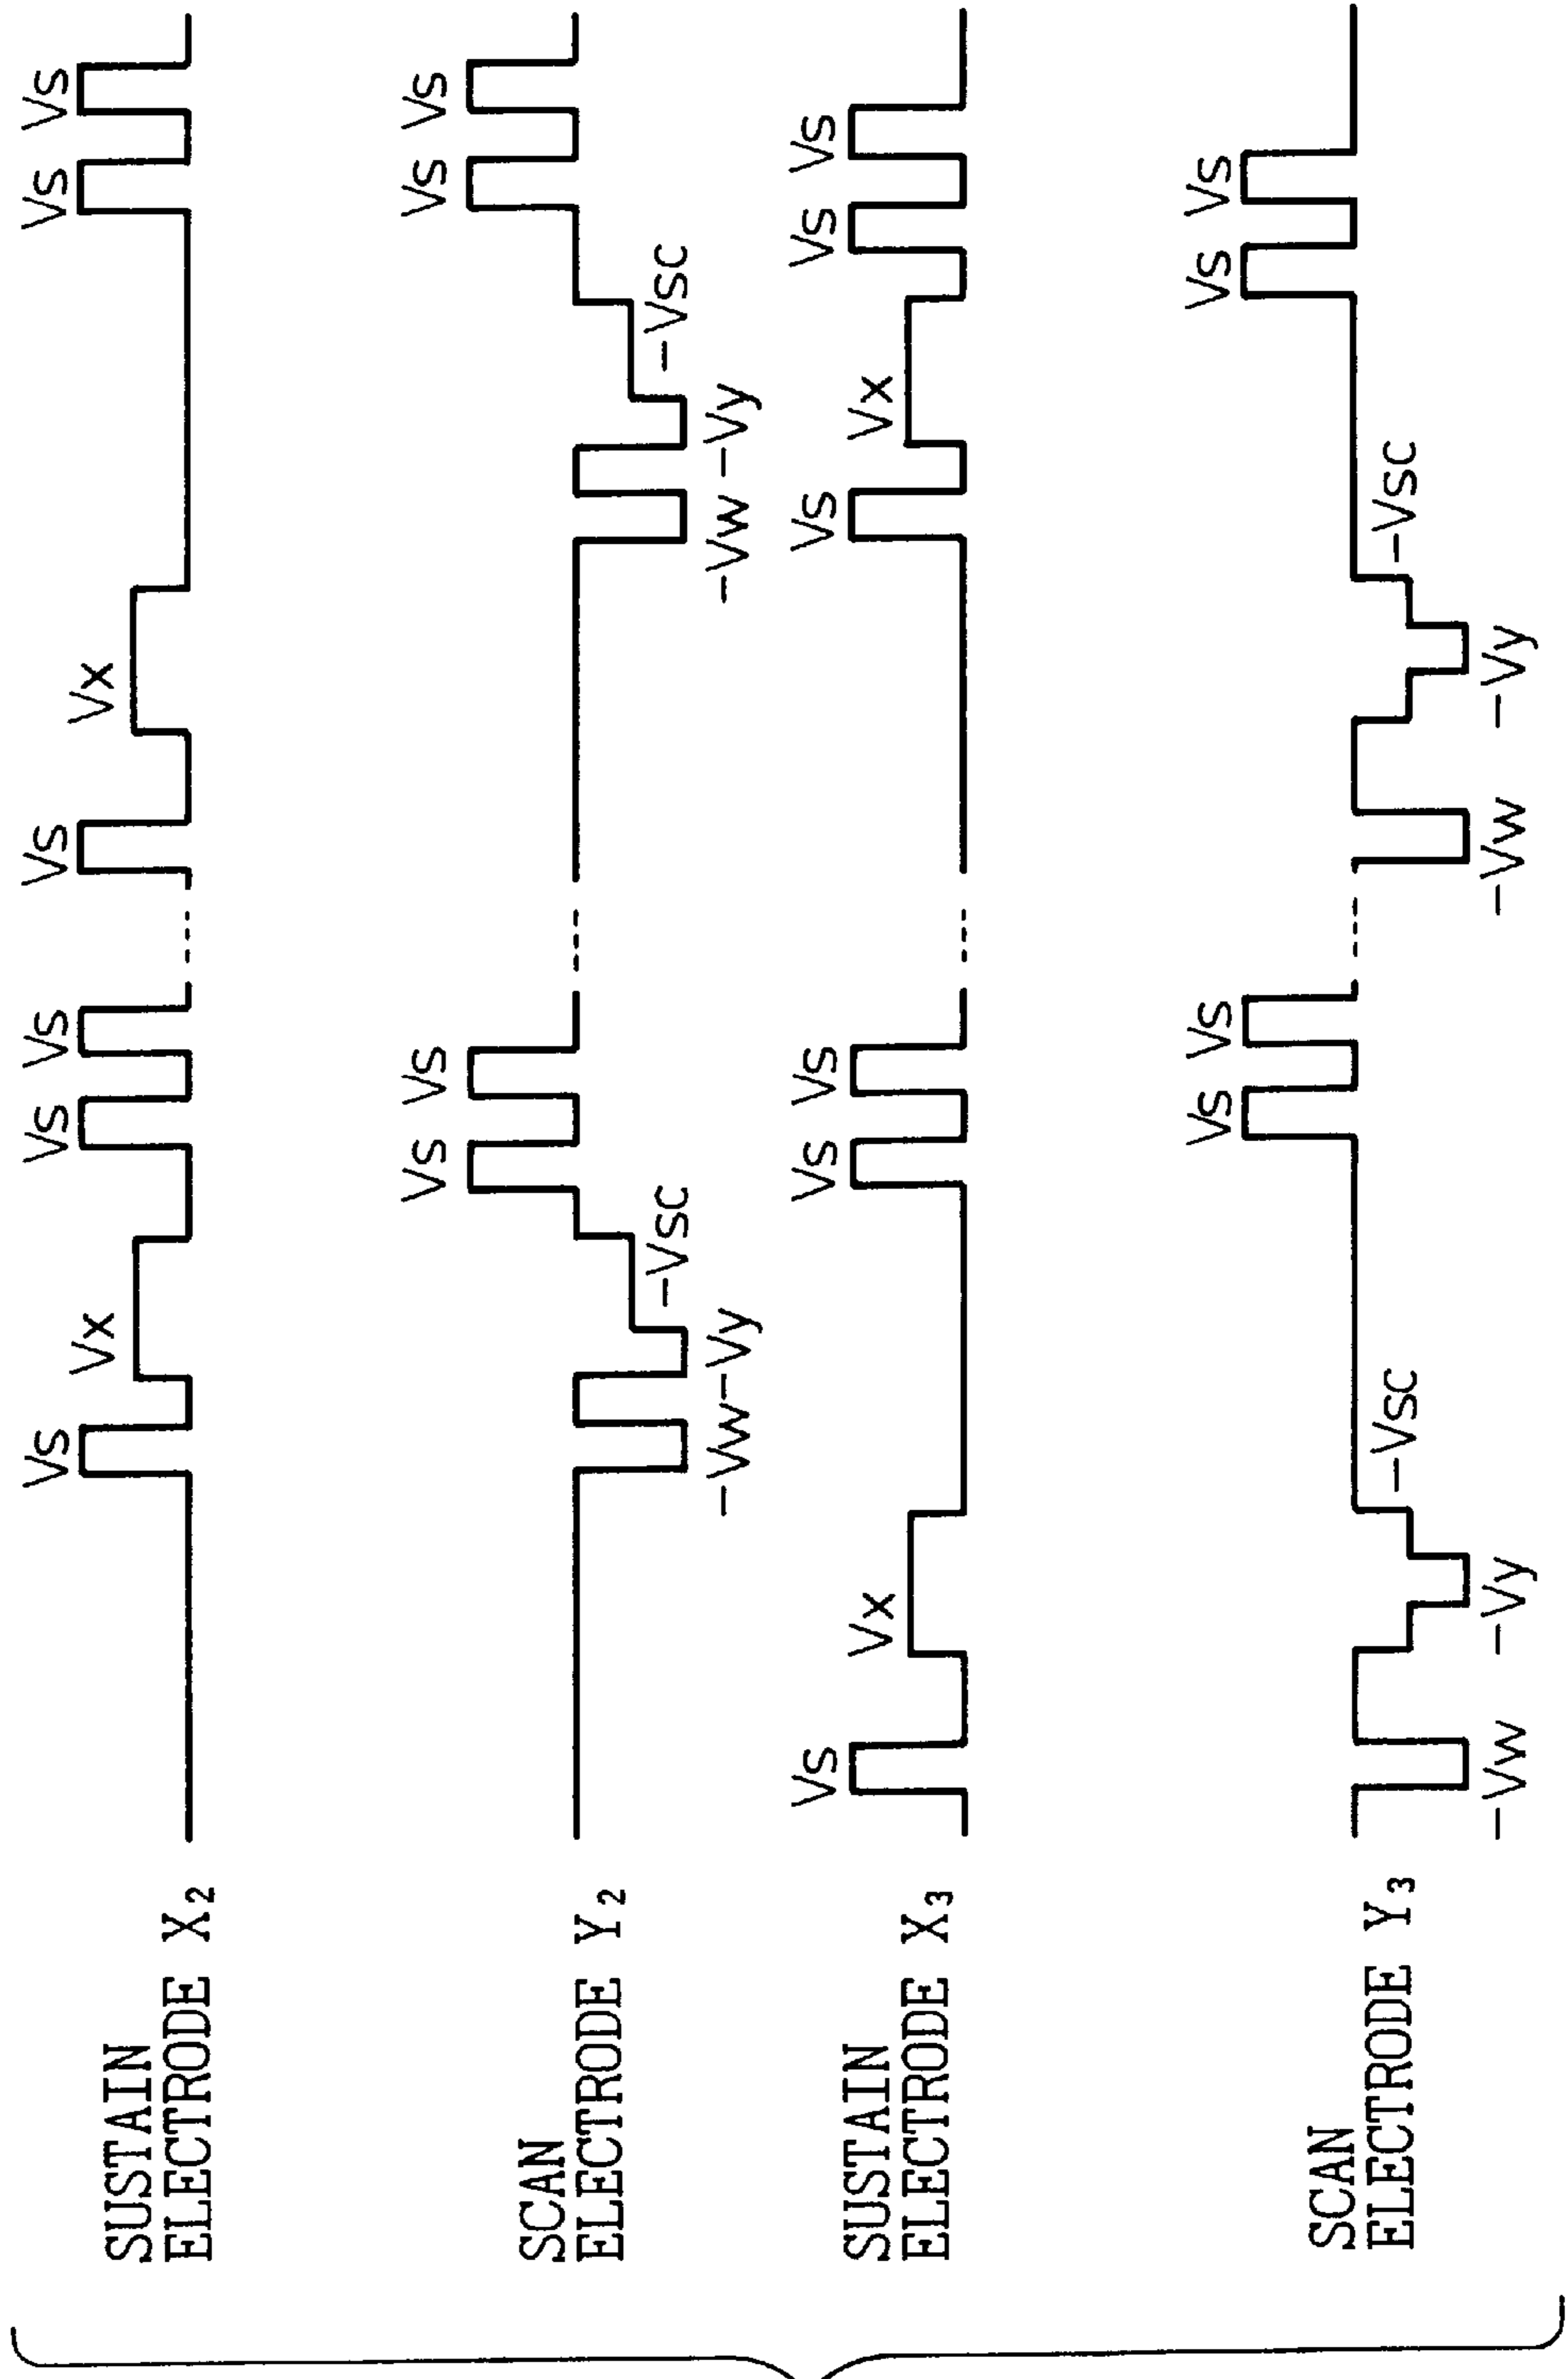 SUSTAIN
ELECTRODE X2
Vs
Vx
Vs
Vs
Vs
Vx
Vs
Vs
SCAN
ELECTRODE Y2
-Vw
-Vy
-Vsc
Vs
Vs
-Vw
-Vy
-Vsc
Vs
Vs
SUSTAIN
ELECTRODE X3
Vs
Vx
Vs
Vs
Vs
Vx
Vs
Vs
SCAN
ELECTRODE Y3
-Vw
-Vy
-Vsc
Vs
Vs
-Vw
-Vy
-Vsc
Vs
Vs